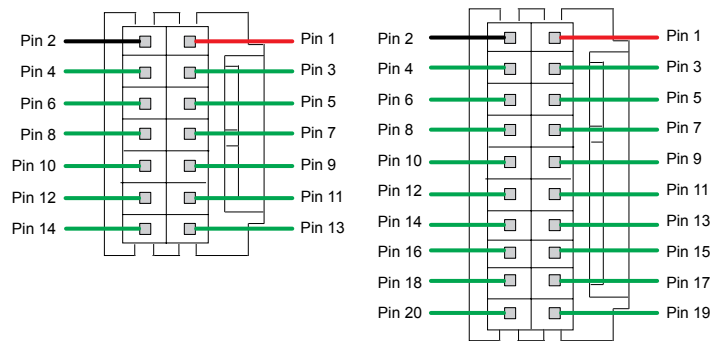 Pin 2 Pin 1
Pin 4 Pin 3
Pin 6 Pin 5
Pin 8 Pin 7
Pin 10 Pin 9
Pin 12 Pin 11
Pin 14 Pin 13
Pin 2 Pin 1
Pin 4 Pin 3
Pin 6 Pin 5
Pin 8 Pin 7
Pin 10 Pin 9
Pin 12 Pin 11
Pin 14 Pin 13
Pin 16 Pin 15
Pin 18 Pin 17
Pin 20 Pin 19